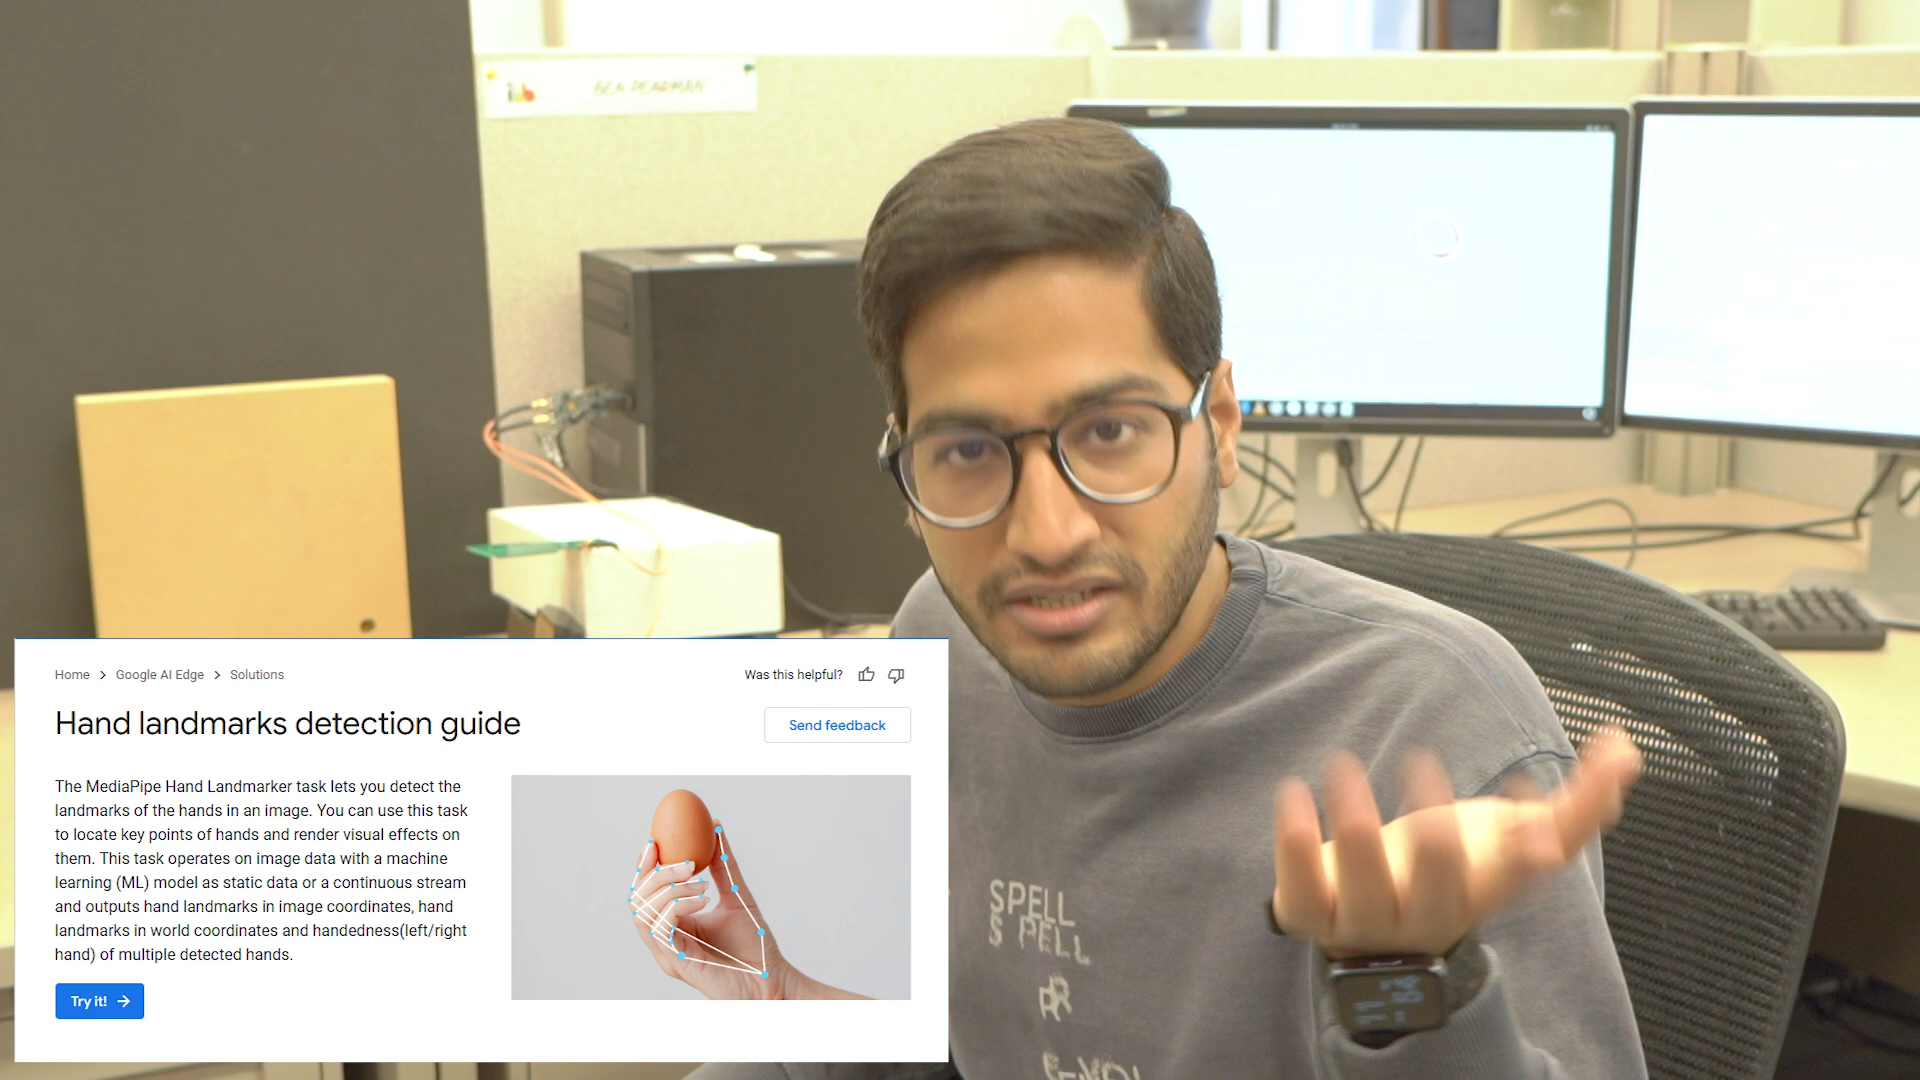 BEN PEARMAN
SPELL
SPELL
Home > Google AI Edge > Solutions
Was this helpful?
Hand landmarks detection guide
Send feedback
The MediaPipe Hand Landmarker task lets you detect the
landmarks of the hands in an image. You can use this task
to locate key points of hands and render visual effects on
them. This task operates on image data with a machine
learning (ML) model as static data or a continuous stream
and outputs hand landmarks in image coordinates, hand
landmarks in world coordinates and handedness(left/right
hand) of multiple detected hands.
Try it! →